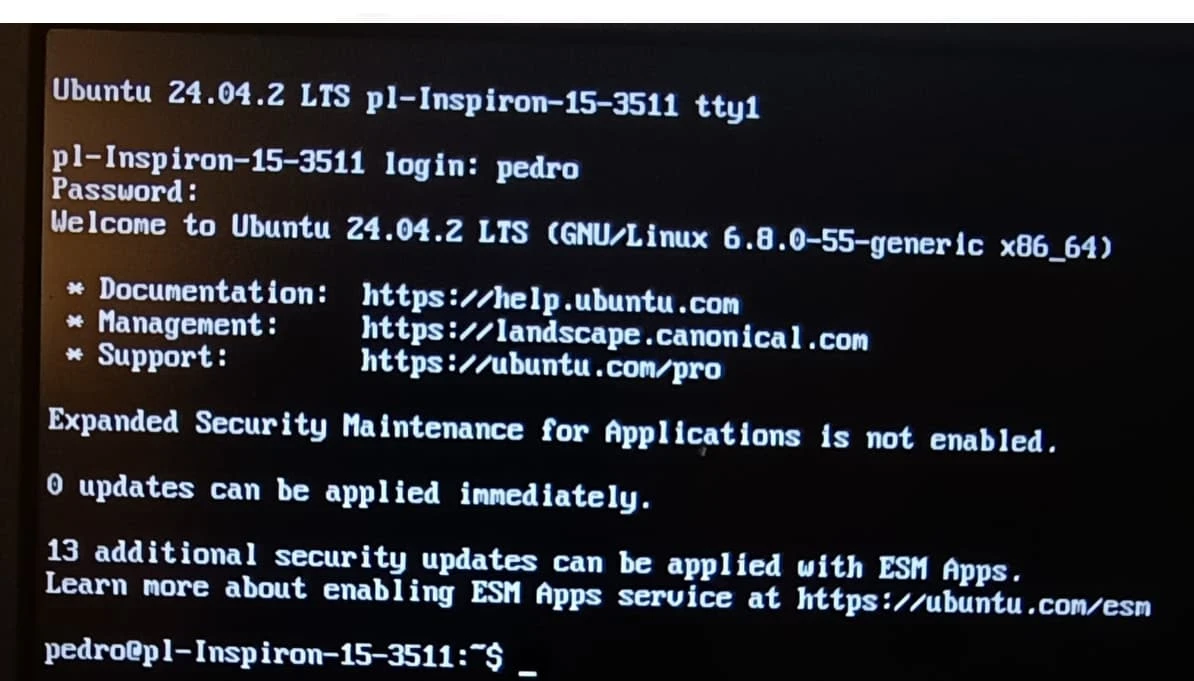 Ubuntu 24.04.2 LTS pl-Inspiron-15-3511 tty1
pl-Inspiron-15-3511 login: pedro
Password:
Welcome to Ubuntu 24.04.2 LTS (GNU/Linux 6.8.0-55-generic x86_64)
* Documentation: https://help.ubuntu.com
* Management: https://landscape.canonical.com
* Support: https://ubuntu.com/pro
Expanded Security Maintenance for Applications is not enabled.
0 updates can be applied immediately.
13 additional security updates can be applied with ESM Apps.
Learn more about enabling ESM Apps service at https://ubuntu.com/esm
pedro@pl-Inspiron-15-3511:~$ _